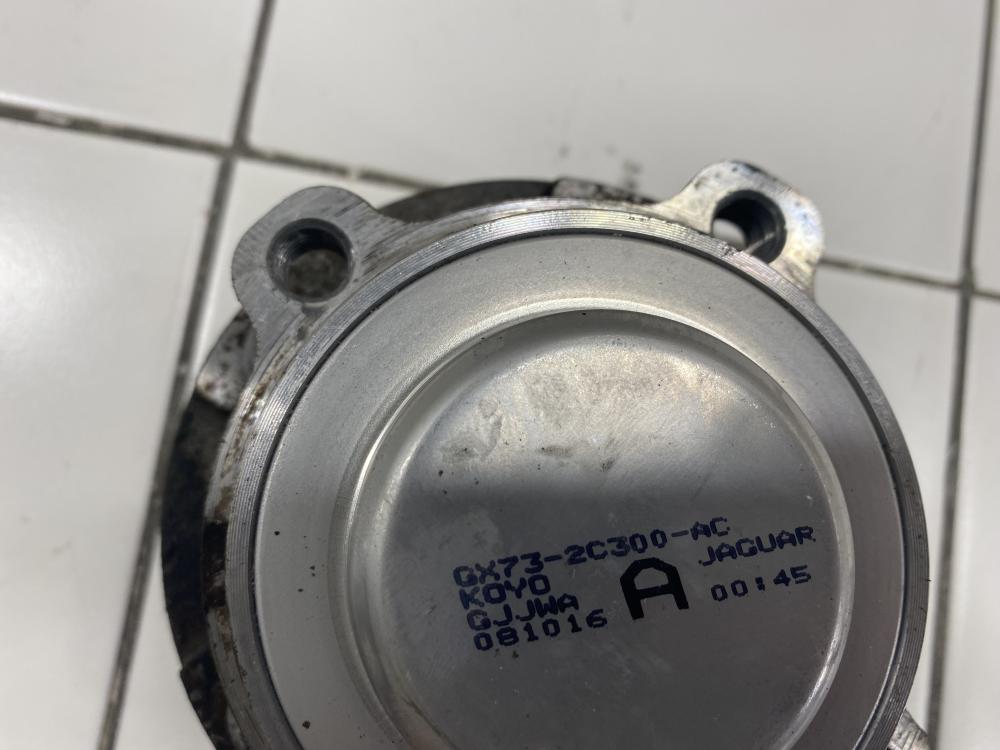 GX73-2C300-AC
KOYO JAGUAR
GJJWA A 00:45
081016